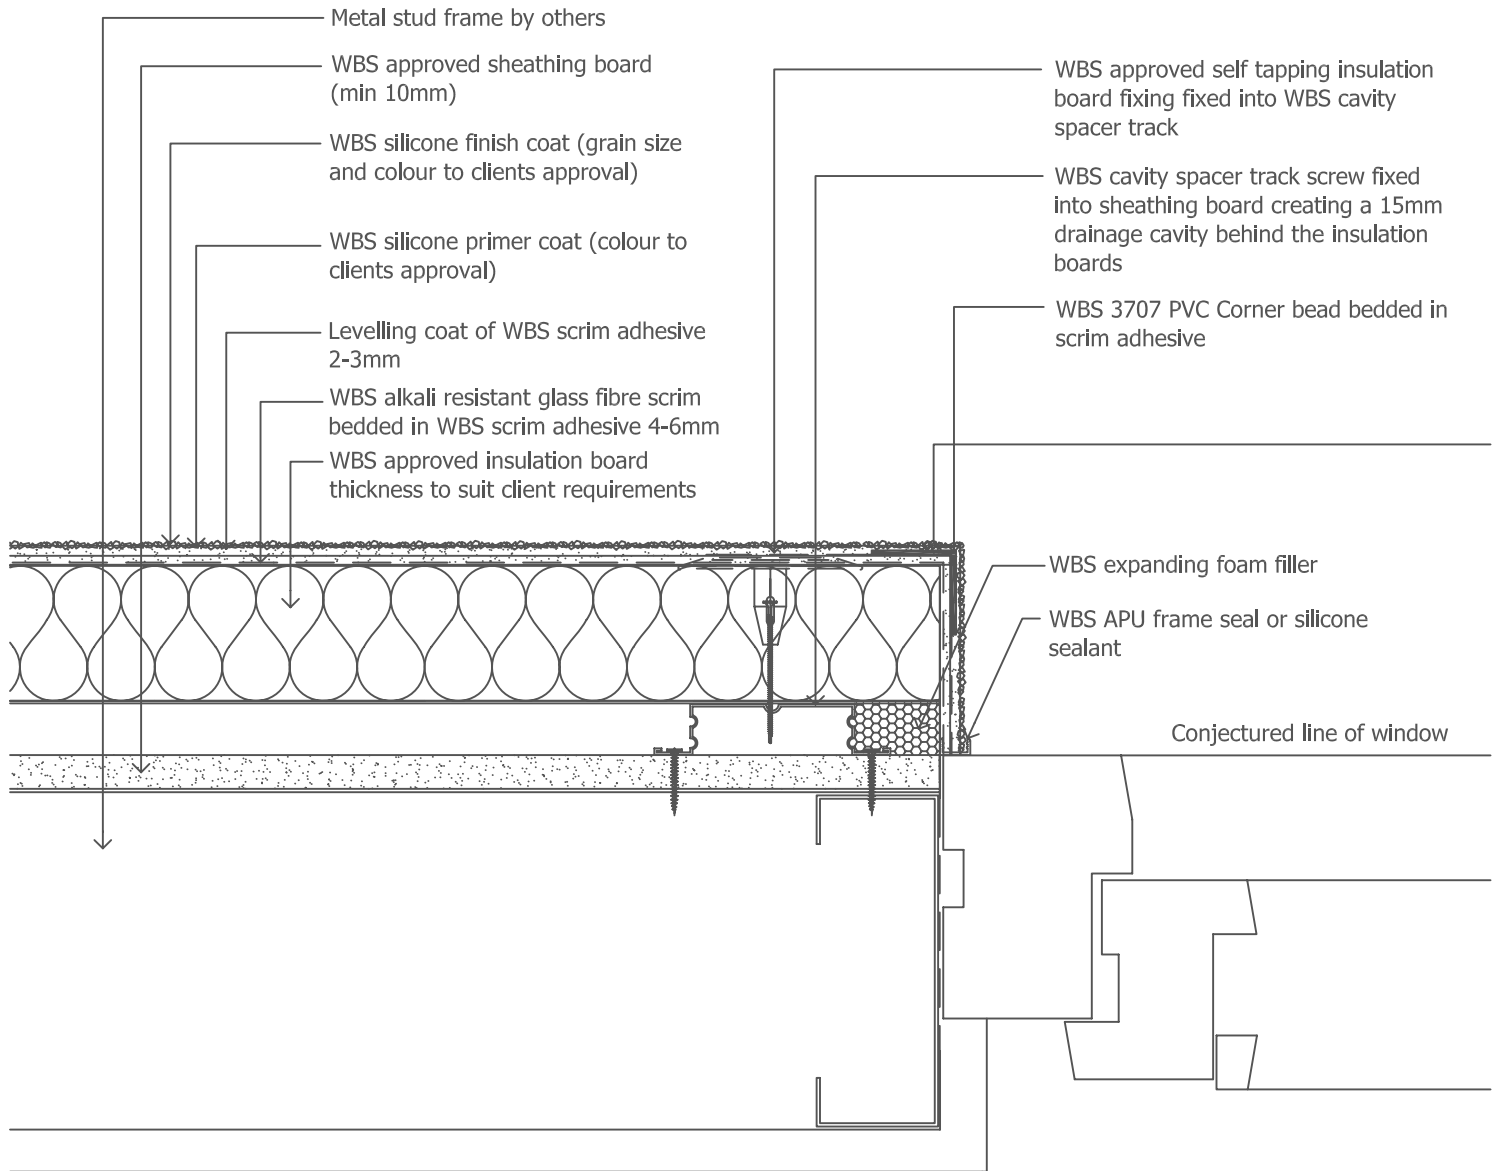 Metal stud frame by others
WBS approved sheathing board
(min 10mm)
WBS silicone finish coat (grain size
and colour to clients approval)
WBS silicone primer coat (colour to
clients approval)
Levelling coat of WBS scrim adhesive
2-3mm
WBS alkali resistant glass fibre scrim
bedded in WBS scrim adhesive 4-6mm
WBS approved insulation board
thickness to suit client requirements
WBS approved self tapping insulation
board fixing fixed into WBS cavity
spacer track
WBS cavity spacer track screw fixed
into sheathing board creating a 15mm
drainage cavity behind the insulation
boards
WBS 3707 PVC Corner bead bedded in
scrim adhesive
WBS expanding foam filler
WBS APU frame seal or silicone
sealant
Conjectured line of window